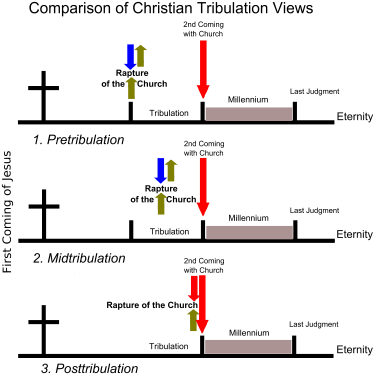 Comparison of Christian Tribulation Views
First Coming of Jesus
2nd Coming
with Church
Rapture
of the Church
Last Judgment
Millennium
Tribulation
Eternity
1. Pretribulation
2nd Coming
with Church
Rapture
of the Church
Last Judgment
Millennium
Tribulation
Eternity
2. Midtribulation
2nd Coming
with Church
Rapture of the Church
Last Judgment
Millennium
Tribulation
Eternity
3. Posttribulation